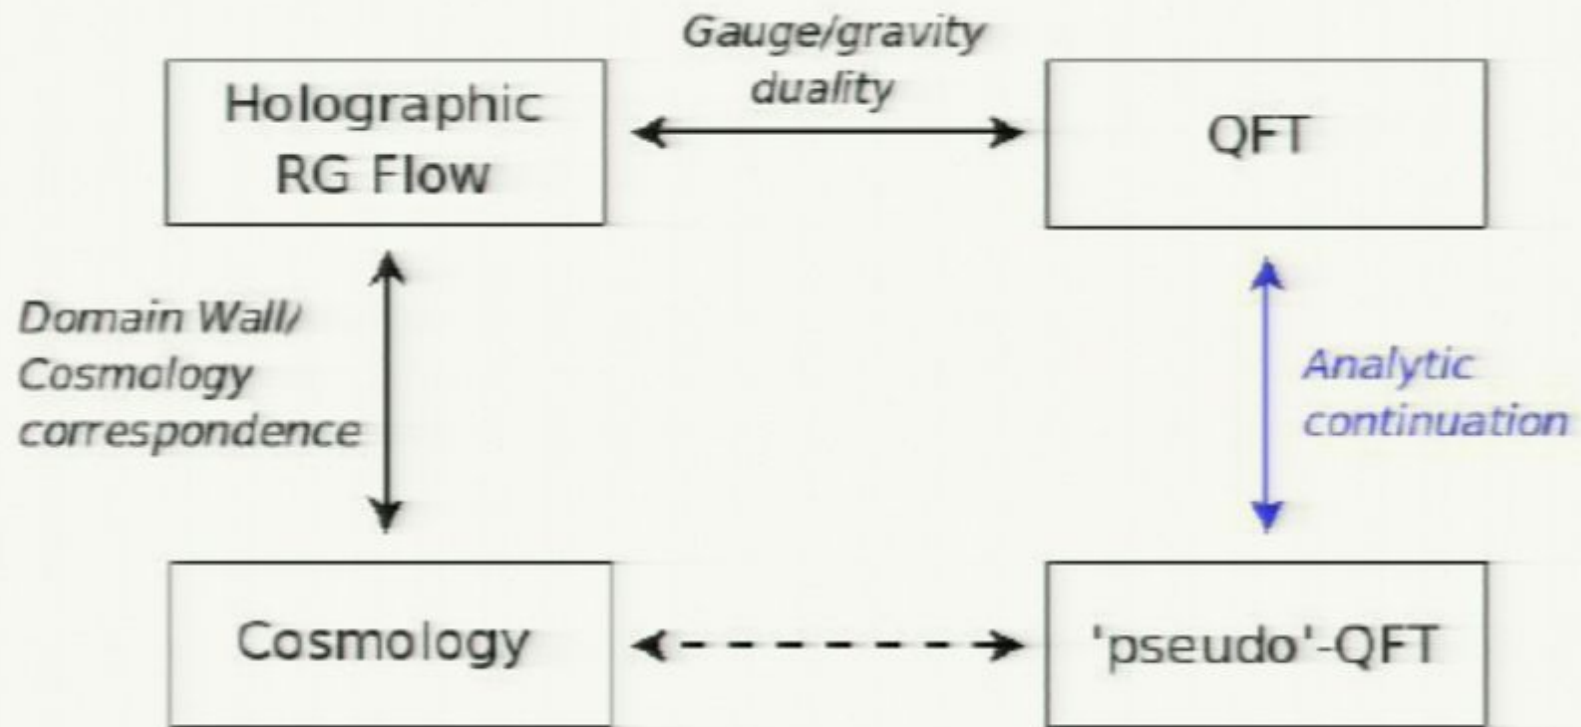 Gauge/gravity
duality
Holographic
RG Flow
QFT
Domain Wall/
Cosmology
correspondence
Analytic
continuation
Cosmology
'pseudo'-QFT